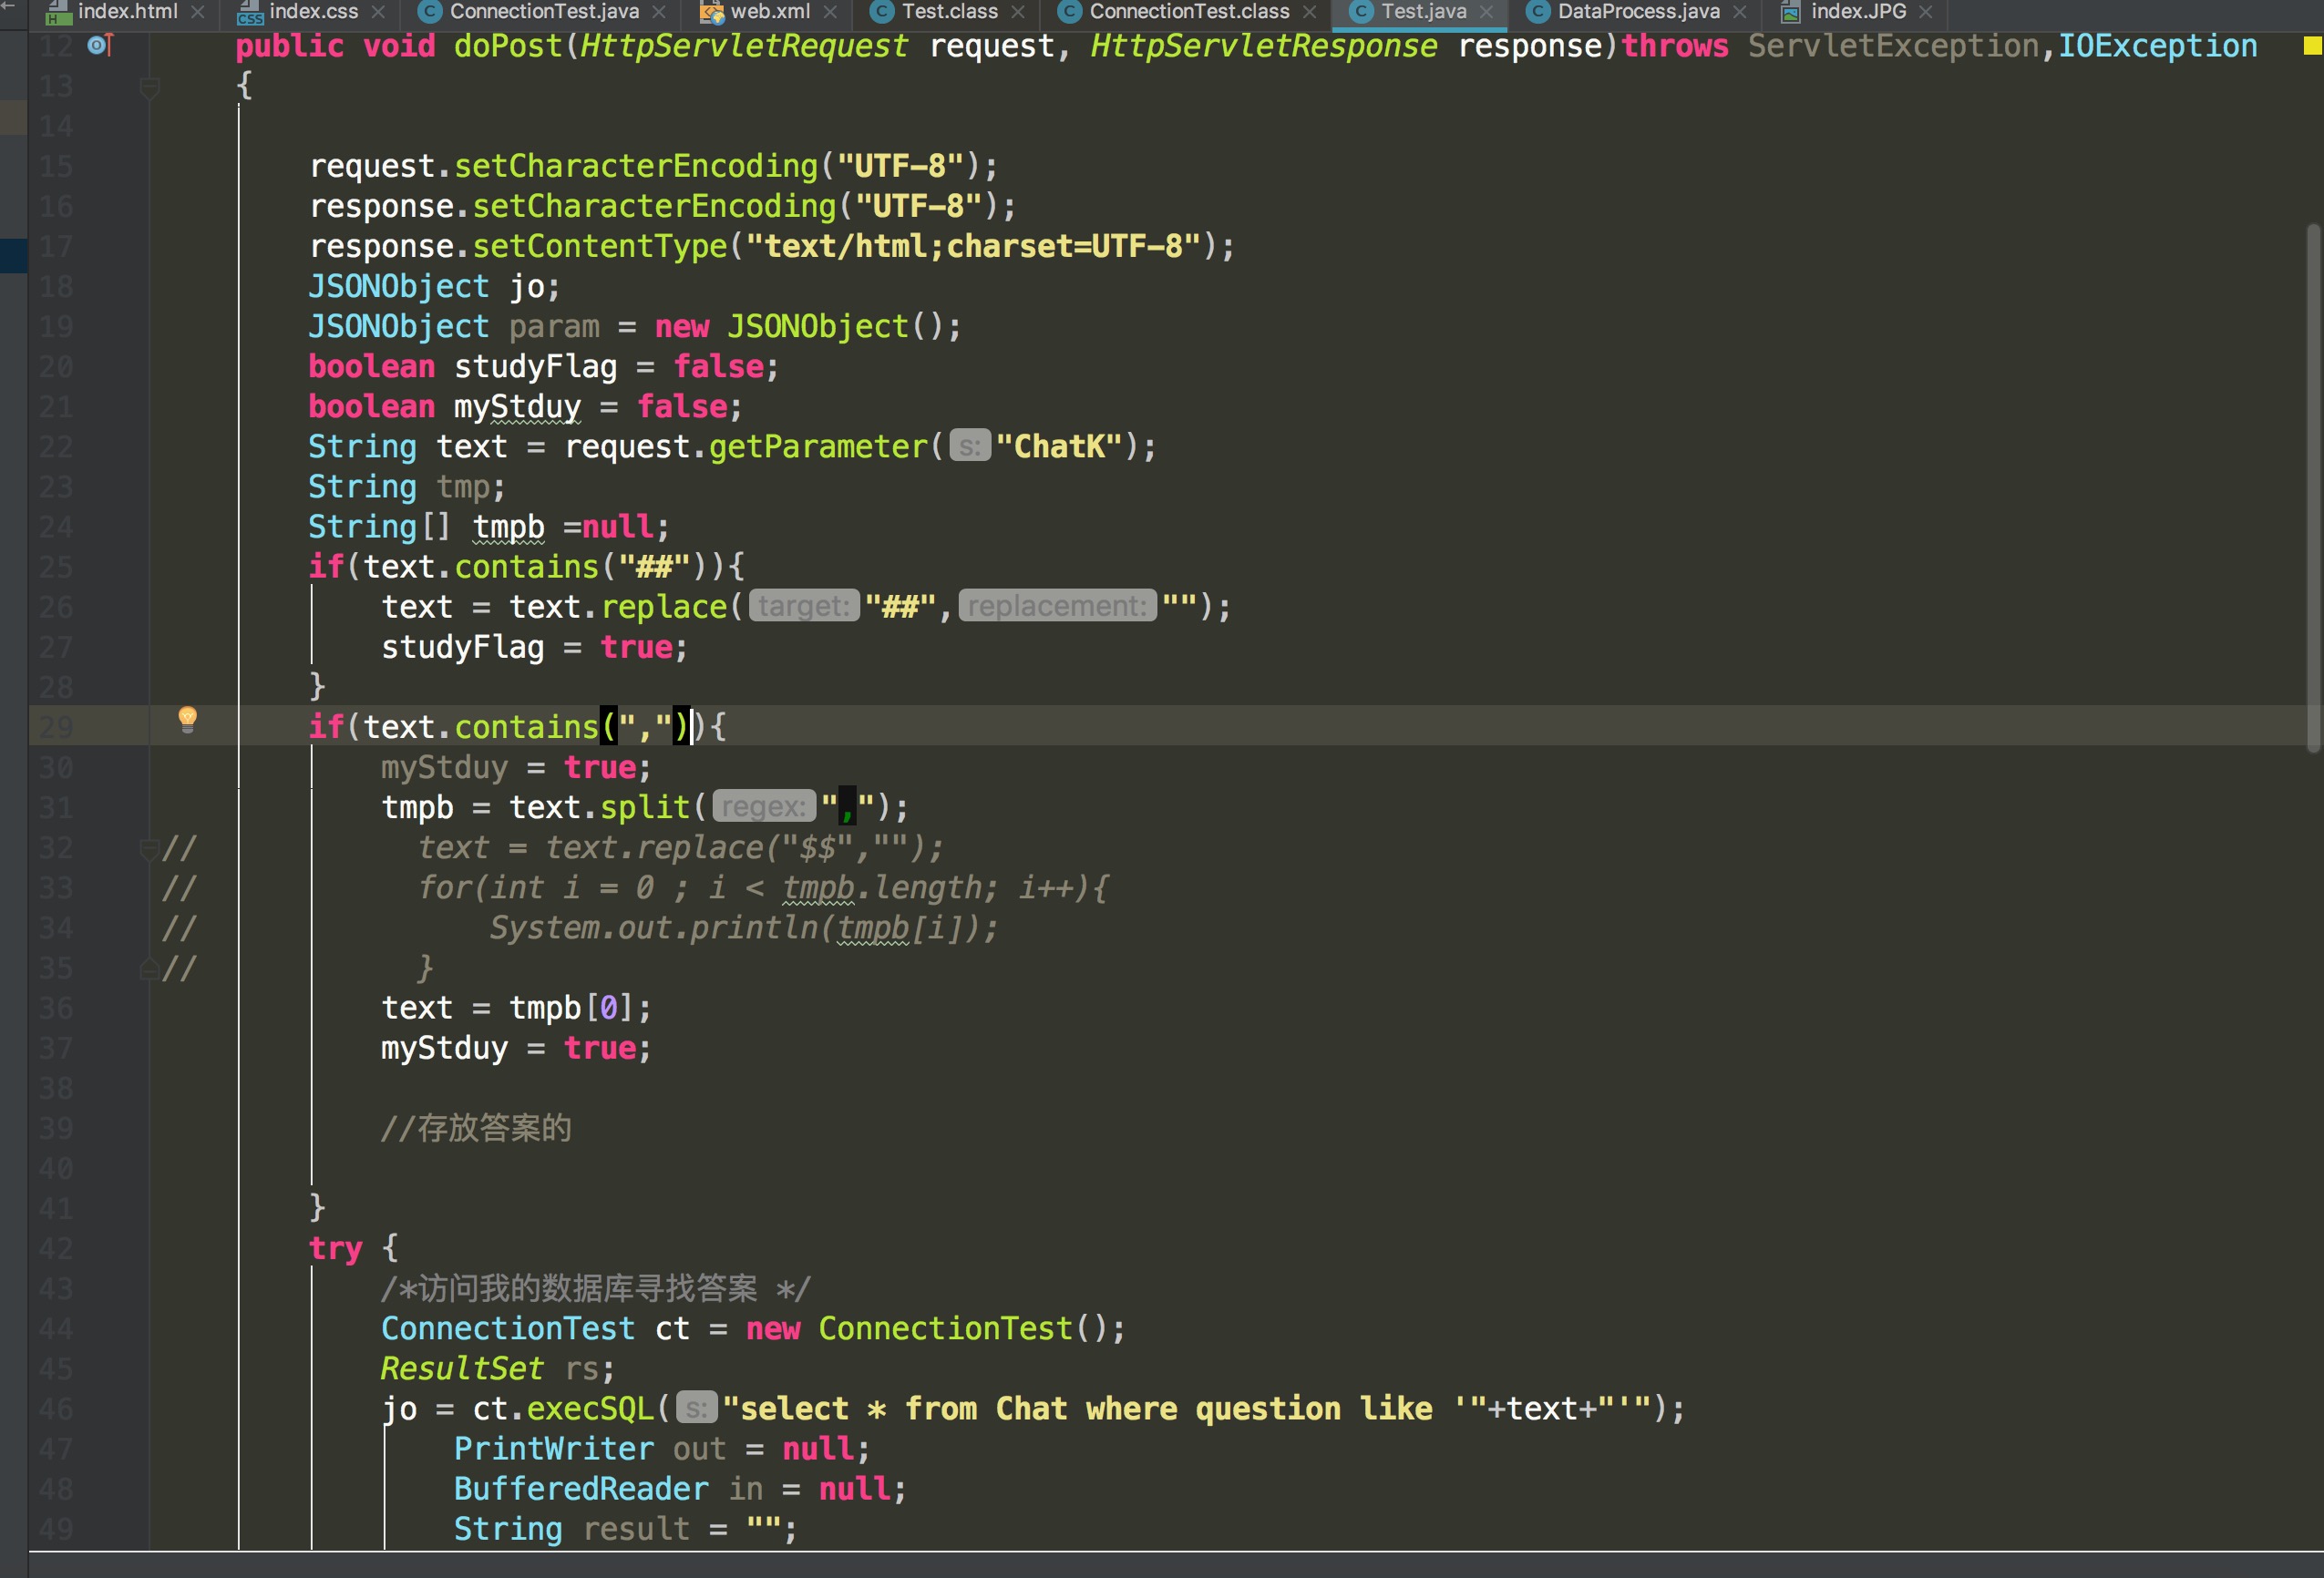 index.html index.css ConnectionTest.java web.xml Test.class ConnectionTest.class Test.java DataProcess.java index.JPG
12 public void doPost(HttpServletRequest request, HttpServletResponse response)throws ServletException,IOException
13 {
14
15 request.setCharacterEncoding("UTF-8");
16 response.setCharacterEncoding("UTF-8");
17 response.setContentType("text/html;charset=UTF-8");
18 JSONObject jo;
19 JSONObject param = new JSONObject();
20 boolean studyFlag = false;
21 boolean myStduy = false;
22 String text = request.getParameter( s: "ChatK");
23 String tmp;
24 String[] tmpb =null;
25 if(text.contains("##")){
26 text = text.replace( target: "##", replacement: "");
27 studyFlag = true;
28 }
29 if(text.contains(",")){
30 myStduy = true;
31 tmpb = text.split( regex: ",");
32 // text = text.replace("$$","");
33 // for(int i = 0 ; i < tmpb.length; i++){
34 // System.out.println(tmpb[i]);
35 // }
36 text = tmpb[0];
37 myStduy = true;
38
39 //存放答案的
40
41 }
42 try {
43 /*访问我的数据库寻找答案 */
44 ConnectionTest ct = new ConnectionTest();
45 ResultSet rs;
46 jo = ct.execSQL( s: "select * from Chat where question like '"+text+"'");
47 PrintWriter out = null;
48 BufferedReader in = null;
49 String result = "";